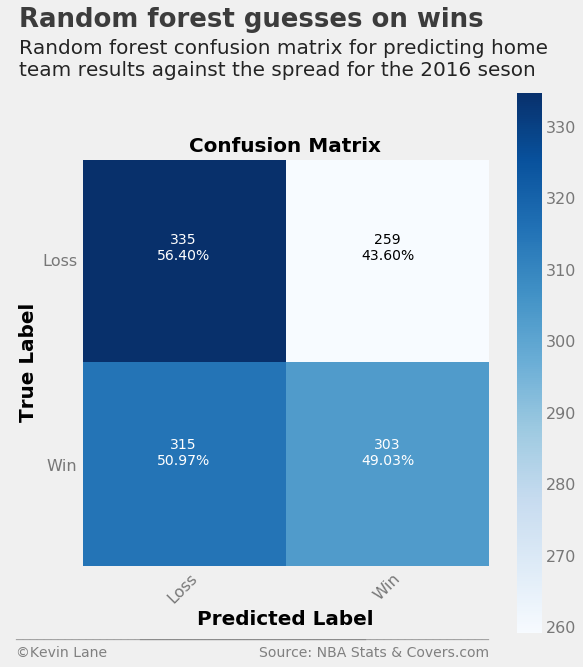 Random forest guesses on wins
Random forest confusion matrix for predicting home
team results against the spread for the 2016 seson
Confusion Matrix
330
320
310
300
290
280
270
260
True Label
Loss
335
56.40%
259
43.60%
Win
315
50.97%
303
49.03%
Loss
Win
Predicted Label
©Kevin Lane
Source: NBA Stats & Covers.com